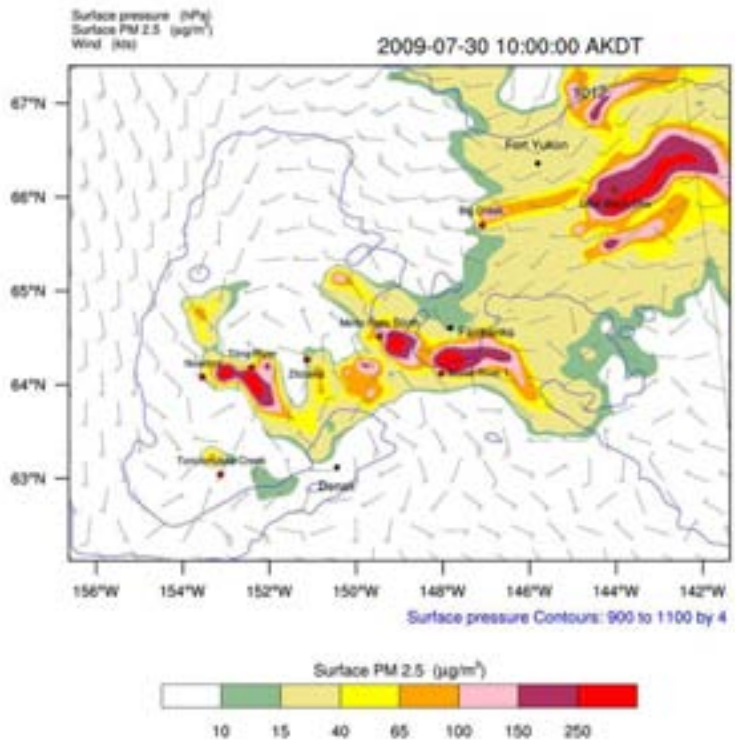 Surface pressure (hPa)
Surface PM 2.5 (µg/m³)
Wind (kts)
2009-07-30 10:00:00 AKDT
67°N
66°N
65°N
64°N
63°N
1012
Fort Yukon
Big Creek
Fairbanks
Denali
156°W 154°W 152°W 150°W 148°W 146°W 144°W 142°W
Surface pressure Contours: 900 to 1100 by 4
Surface PM 2.5 (µg/m³)
10 15 40 65 100 150 250